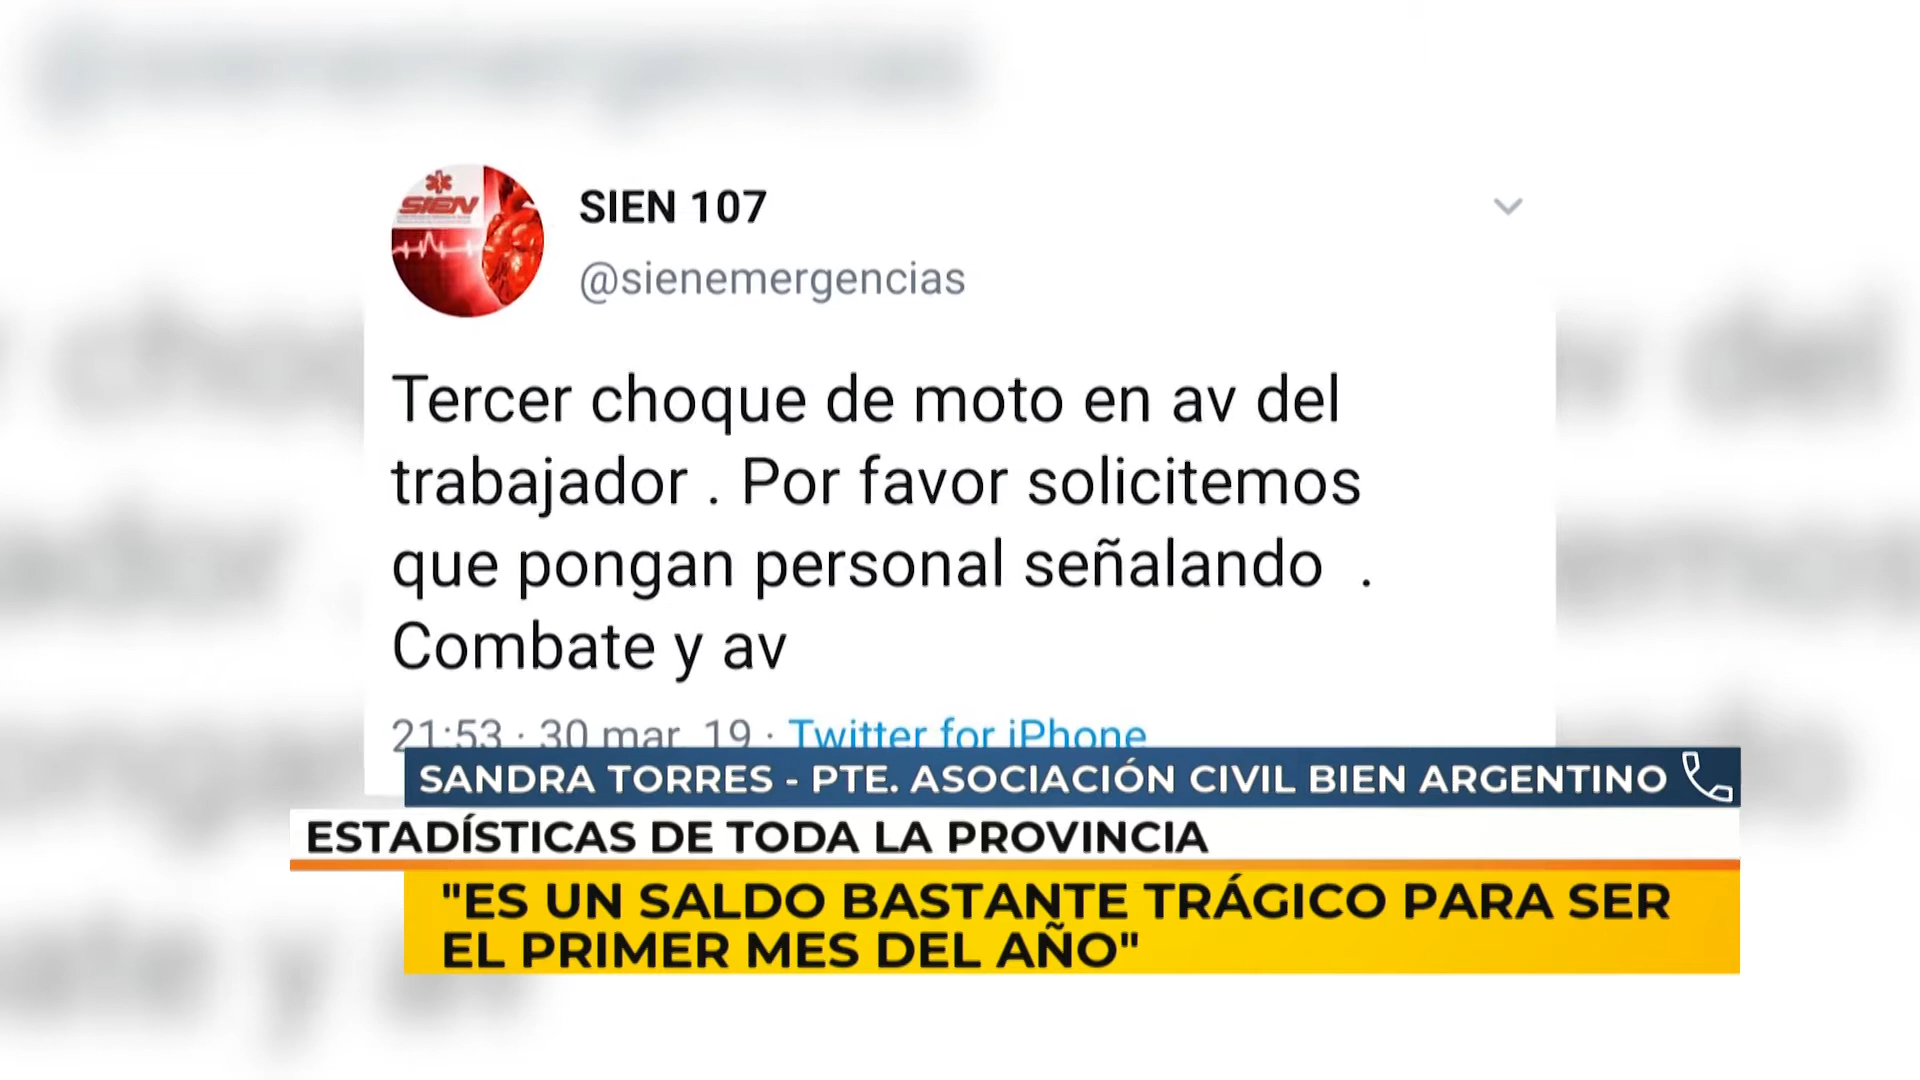 SIEN
SIEN 107
@sienemergencias
Tercer choque de moto en av del
trabajador . Por favor solicitemos
que pongan personal señalando .
Combate y av
21:53 · 30 mar. 19 · Twitter for iPhone
SANDRA TORRES - PTE. ASOCIACIÓN CIVIL BIEN ARGENTINO
ESTADÍSTICAS DE TODA LA PROVINCIA
"ES UN SALDO BASTANTE TRÁGICO PARA SER
EL PRIMER MES DEL AÑO"